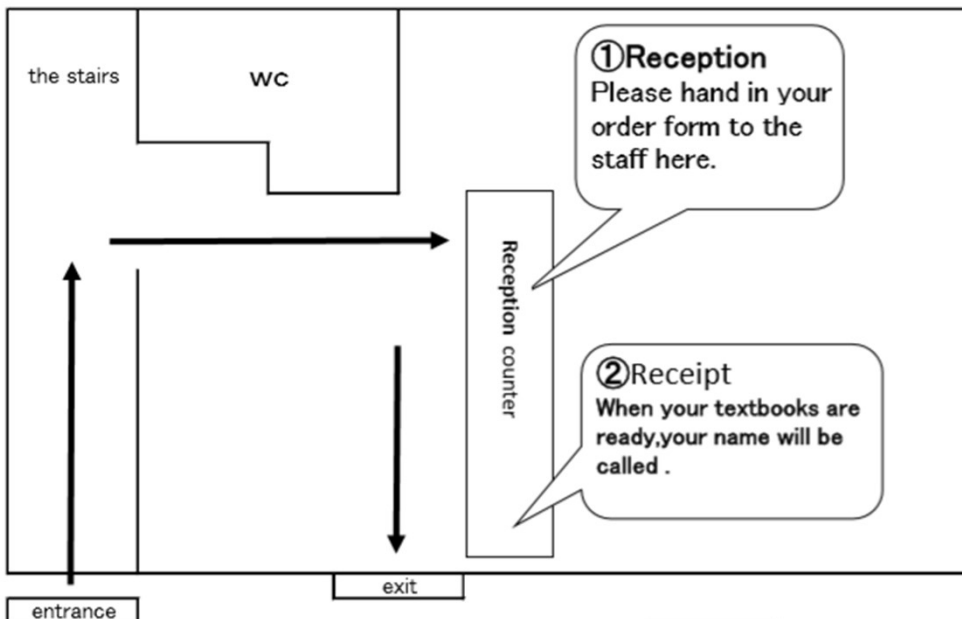 the stairs
WC
①Reception
Please hand in your
order form to the
staff here.
Reception counter
②Receipt
When your textbooks are
ready,your name will be
called .
exit
entrance